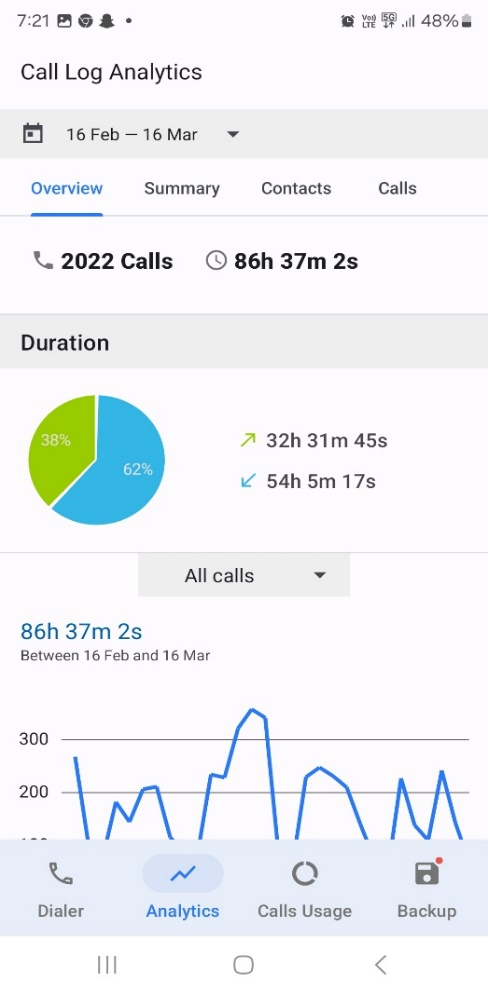 7:21 48%
Call Log Analytics
16 Feb — 16 Mar
Overview Summary Contacts Calls
2022 Calls 86h 37m 2s
Duration
38% 62%
32h 31m 45s
54h 5m 17s
All calls
86h 37m 2s
Between 16 Feb and 16 Mar
300
200
Dialer Analytics Calls Usage Backup